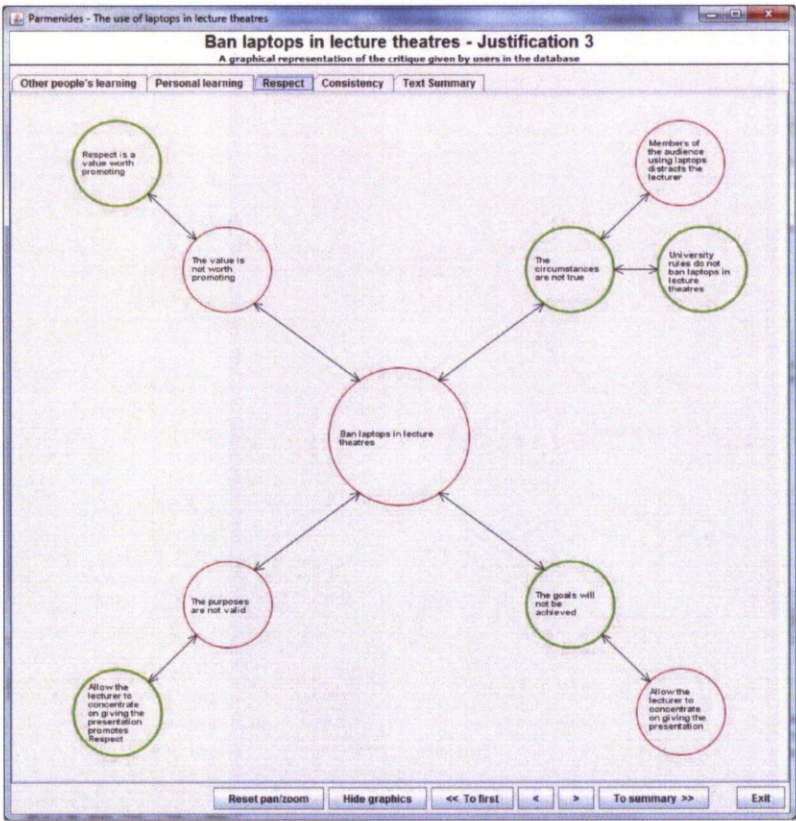 Parmenides - The use of laptops in lecture theatres
Ban laptops in lecture theatres - Justification 3
A graphical representation of the critique given by users in the database
Other people's learning
Personal learning
Respect
Consistency
Text Summary
Respect is a
value worth
promoting
Members of
the audience
using laptops
distracts the
lecturer
The value is
not worth
promoting
The
circumstances
are not true
University
rules do not
ban laptops in
lecture
theatres
Ban laptops in lecture
theatres
The purposes
are not valid
The goals will
not be
achieved
Allow the
lecturer to
concentrate
on giving the
presentation
promotes
Respect
Allow the
lecturer to
concentrate
on giving the
presentation
Reset pan/zoom
Hide graphics
<< To first
<
>
To summary >>
Exit